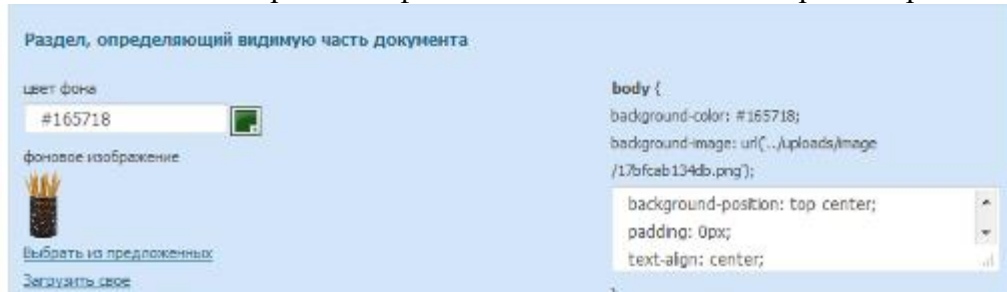 Раздел, определяющий видимую часть документа
цвет фона
#165718
фоновое изображение
Выбрать из предложенных
Загрузить свое
body {
background-color: #165718;
background-image: url('../uploads/image
/17bfcab134db.png');
background-position: top center;
padding: 0px;
text-align: center;